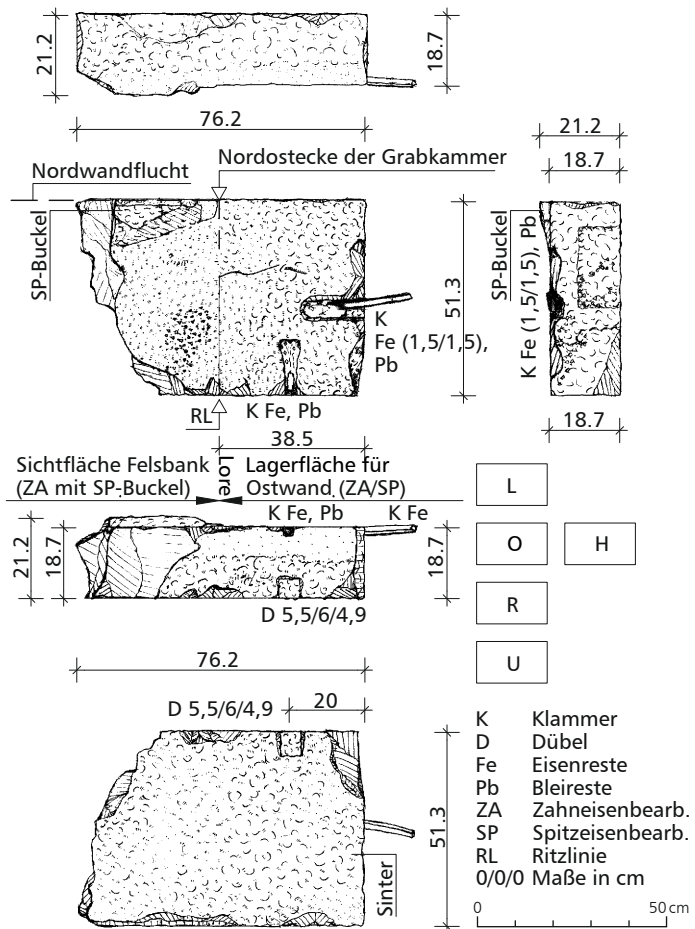 21.2
18.7
76.2
21.2
18.7
Nordwandflucht
Nordostecke der Grabkammer
SP-Buckel
K
Fe (1,5/1,5),
Pb
51.3
SP-Buckel
K Fe (1,5/1,5), Pb
RL
K Fe, Pb
18.7
38.5
Sichtfläche Felsbank
(ZA mit SP-Buckel)
Lore
Lagerfläche für
Ostwand (ZA/SP)
K Fe, Pb
K Fe
21.2
18.7
18.7
D 5,5/6/4,9
L
O
H
R
U
76.2
D 5,5/6/4,9
20
51.3
Sinter
K Klammer
D Dübel
Fe Eisenreste
Pb Bleireste
ZA Zahneisenbearb.
SP Spitzeisenbearb.
RL Ritzlinie
0/0/0 Maße in cm
0 50 cm